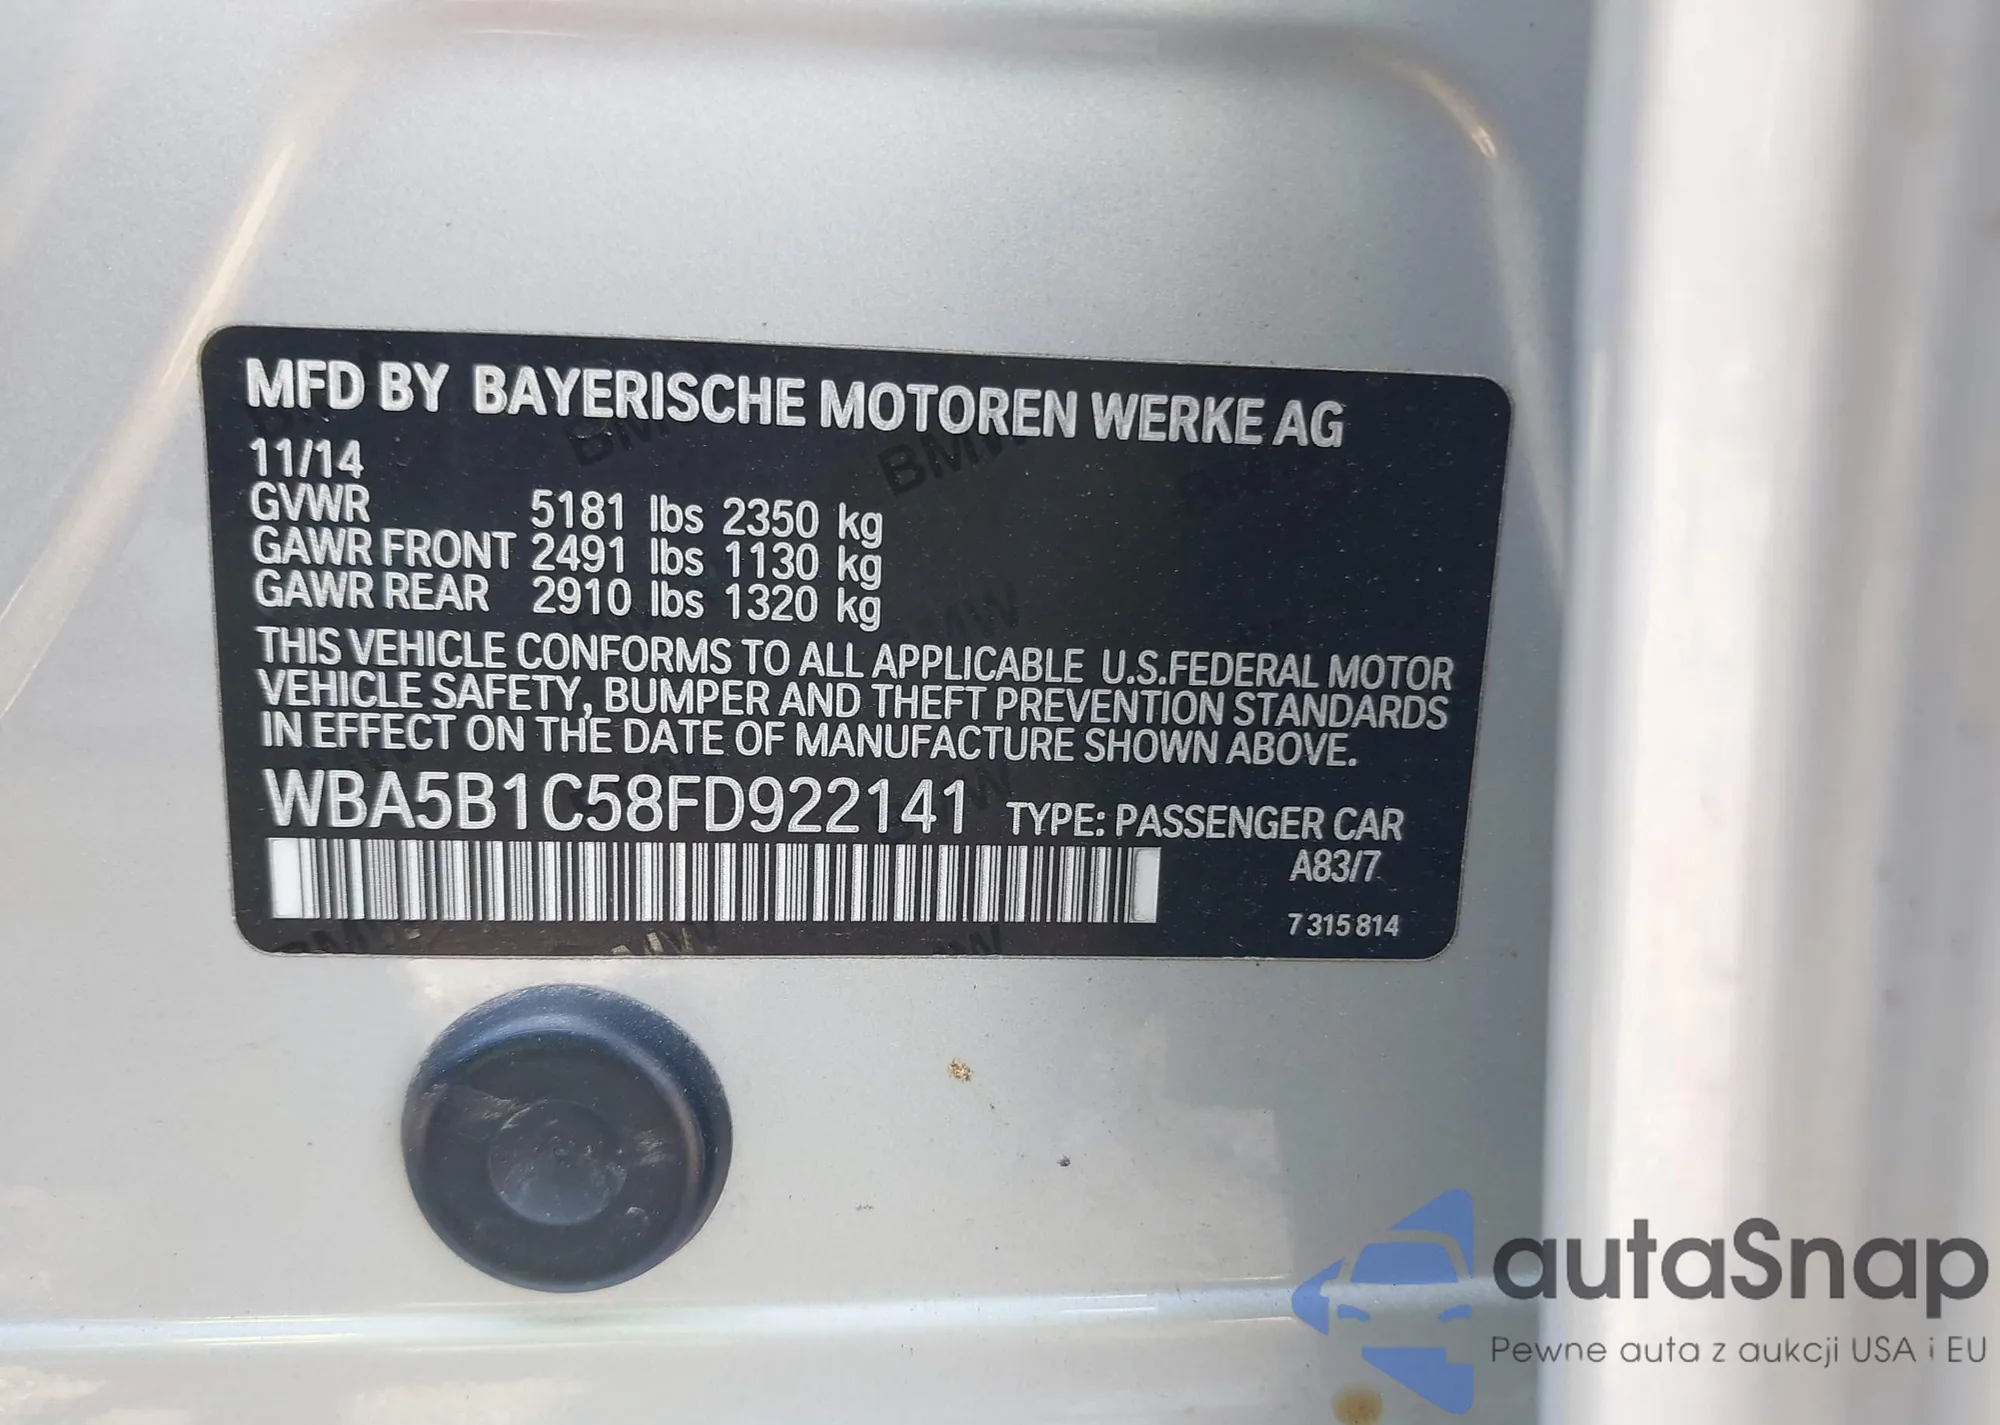 MFD BY BAYERISCHE MOTOREN WERKE AG
11/14
GVWR 5181 lbs 2350 kg
GAWR FRONT 2491 lbs 1130 kg
GAWR REAR 2910 lbs 1320 kg
THIS VEHICLE CONFORMS TO ALL APPLICABLE U.S.FEDERAL MOTOR
VEHICLE SAFETY, BUMPER AND THEFT PREVENTION STANDARDS
IN EFFECT ON THE DATE OF MANUFACTURE SHOWN ABOVE.
WBA5B1C58FD922141 TYPE: PASSENGER CAR
A83/7
7 315 814
autaSnap
Pewne auta z aukcji USA i EU